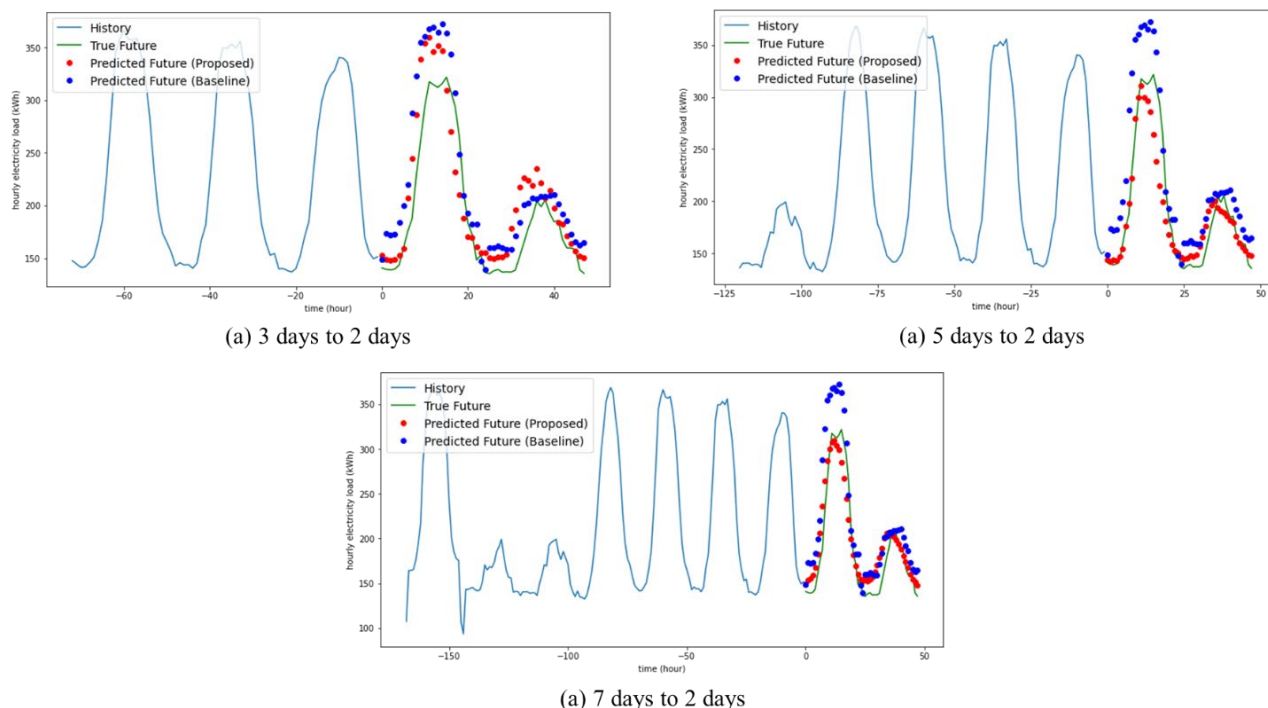 History
True Future
Predicted Future (Proposed)
Predicted Future (Baseline)
hourly electricity load (kWh)
350
300
250
200
150
−60
−40
−20
0
20
40
time (hour)
(a) 3 days to 2 days
History
True Future
Predicted Future (Proposed)
Predicted Future (Baseline)
hourly electricity load (kWh)
350
300
250
200
150
−125
−100
−75
−50
−25
0
25
50
time (hour)
(a) 5 days to 2 days
History
True Future
Predicted Future (Proposed)
Predicted Future (Baseline)
hourly electricity load (kWh)
350
300
250
200
150
100
−150
−100
−50
0
50
time (hour)
(a) 7 days to 2 days